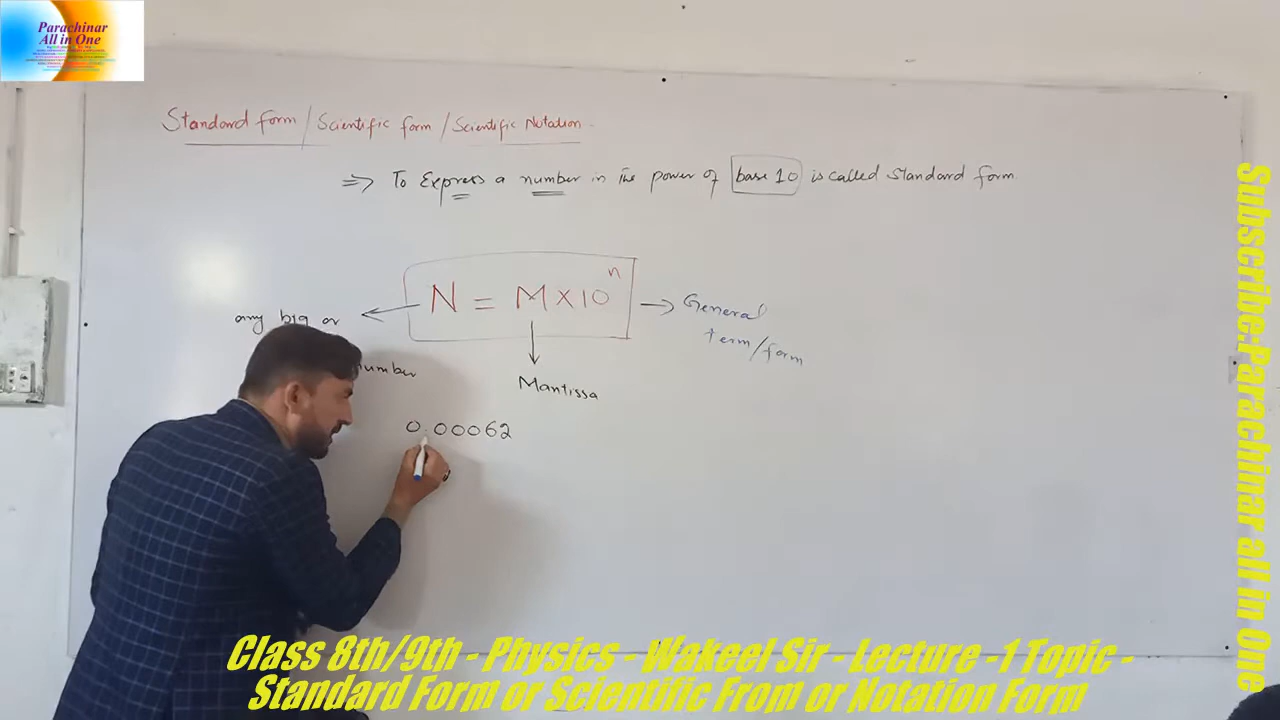 Parachinar
All in One
Standard form / Scientific form / Scientific Notation
⇒ To Express a number in the power of base 10 is called Standard form.
N = M X 10ⁿ
General
term/form
any big or
number
Mantissa
0.00062
Class 8th/9th - Physics - Wakeel Sir - Lecture -1 Topic -
Standard Form or Scientific From or Notation Form
Subscribe:Parachinar all in One